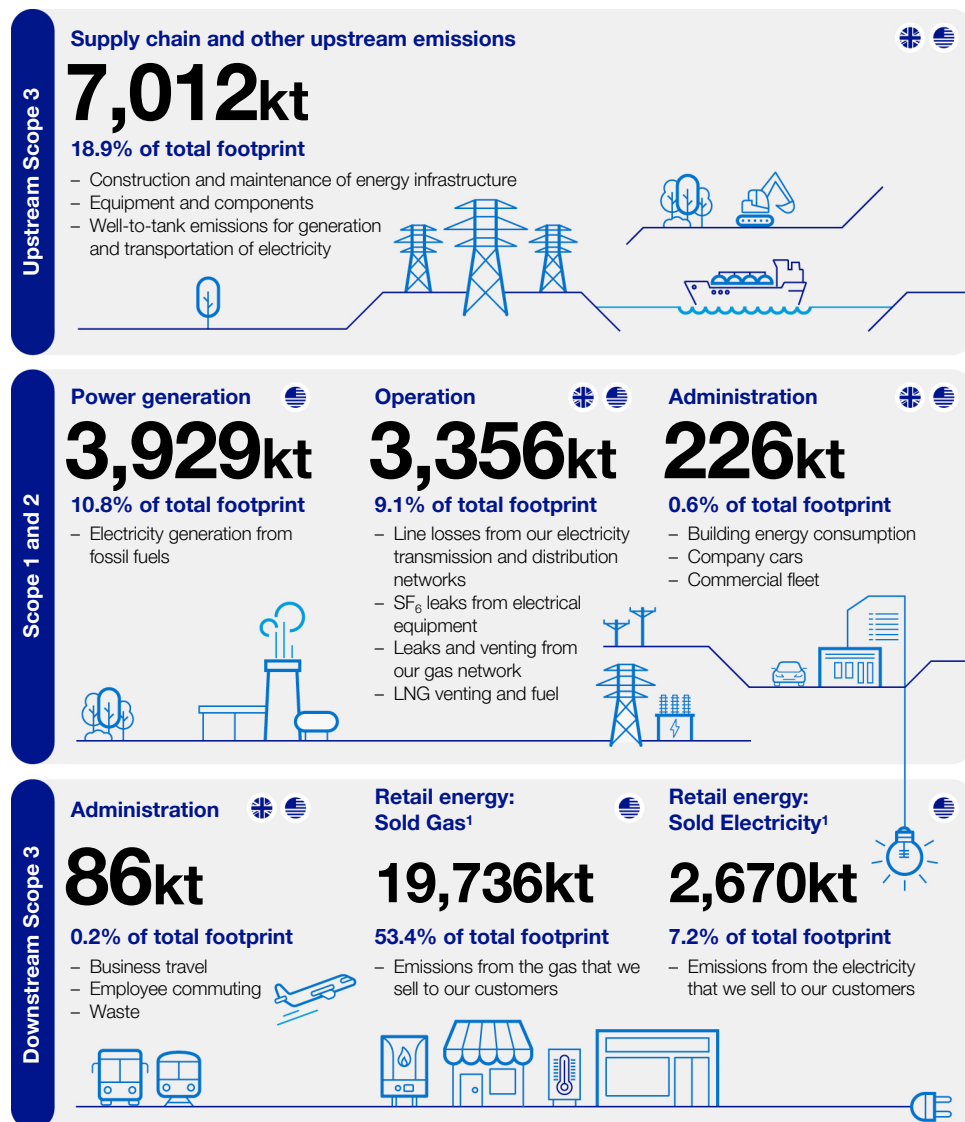 Upstream Scope 3
Supply chain and other upstream emissions
7,012kt
18.9% of total footprint
– Construction and maintenance of energy infrastructure
– Equipment and components
– Well-to-tank emissions for generation
and transportation of electricity
Scope 1 and 2
Power generation
3,929kt
10.8% of total footprint
– Electricity generation from
fossil fuels
Operation
3,356kt
9.1% of total footprint
– Line losses from our electricity
transmission and distribution
networks
– SF₆ leaks from electrical
equipment
– Leaks and venting from
our gas network
– LNG venting and fuel
Administration
226kt
0.6% of total footprint
– Building energy consumption
– Company cars
– Commercial fleet
Downstream Scope 3
Administration
86kt
0.2% of total footprint
– Business travel
– Employee commuting
– Waste
Retail energy:
Sold Gas¹
19,736kt
53.4% of total footprint
– Emissions from the gas that we
sell to our customers
Retail energy:
Sold Electricity¹
2,670kt
7.2% of total footprint
– Emissions from the electricity
that we sell to our customers